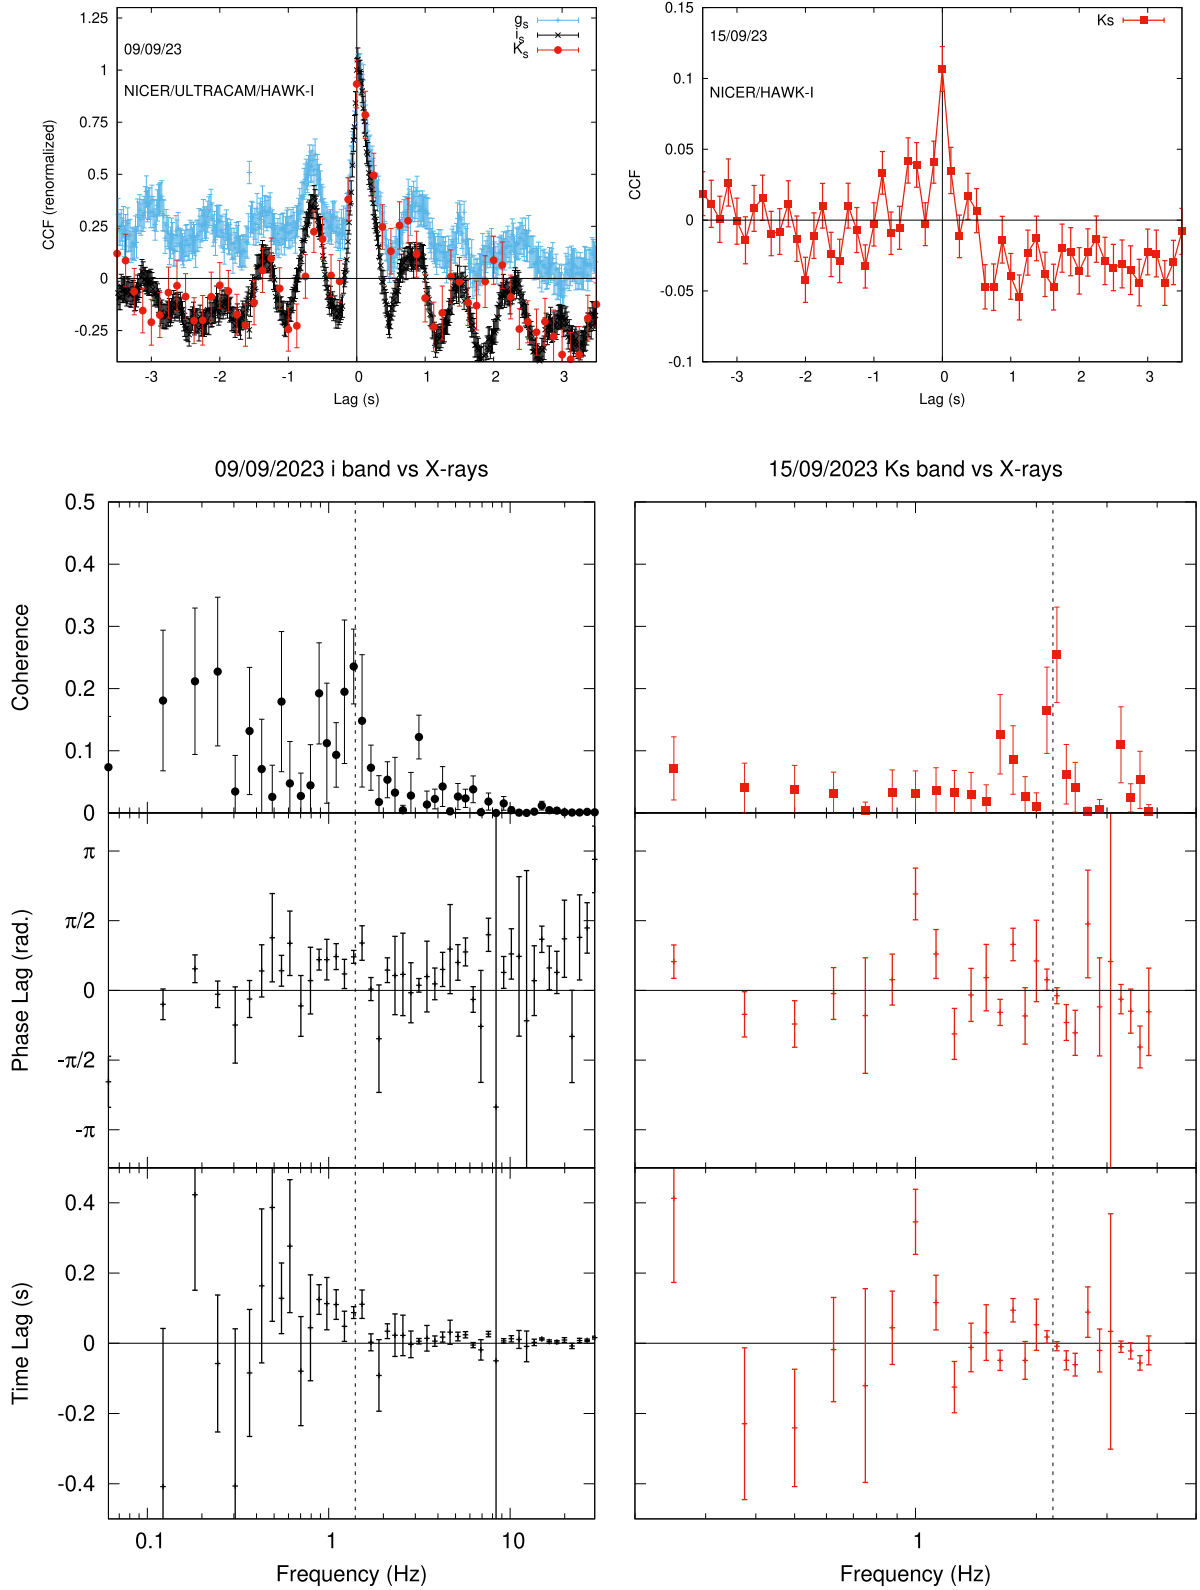 09/09/23
NICER/ULTRACAM/HAWK-I
g_s
i_s
K_s
CCF (renormalized)
1.25
1
0.75
0.5
0.25
0
-0.25
-3 -2 -1 0 1 2 3
Lag (s)
15/09/23
NICER/HAWK-I
Ks
CCF
0.15
0.1
0.05
0
-0.05
-0.1
-3 -2 -1 0 1 2 3
Lag (s)
09/09/2023 i band vs X-rays
15/09/2023 Ks band vs X-rays
Coherence
0.5
0.4
0.3
0.2
0.1
0
Phase Lag (rad.)
π
π/2
0
-π/2
-π
Time Lag (s)
0.4
0.2
0
-0.2
-0.4
0.1 1 10
Frequency (Hz)
1
Frequency (Hz)